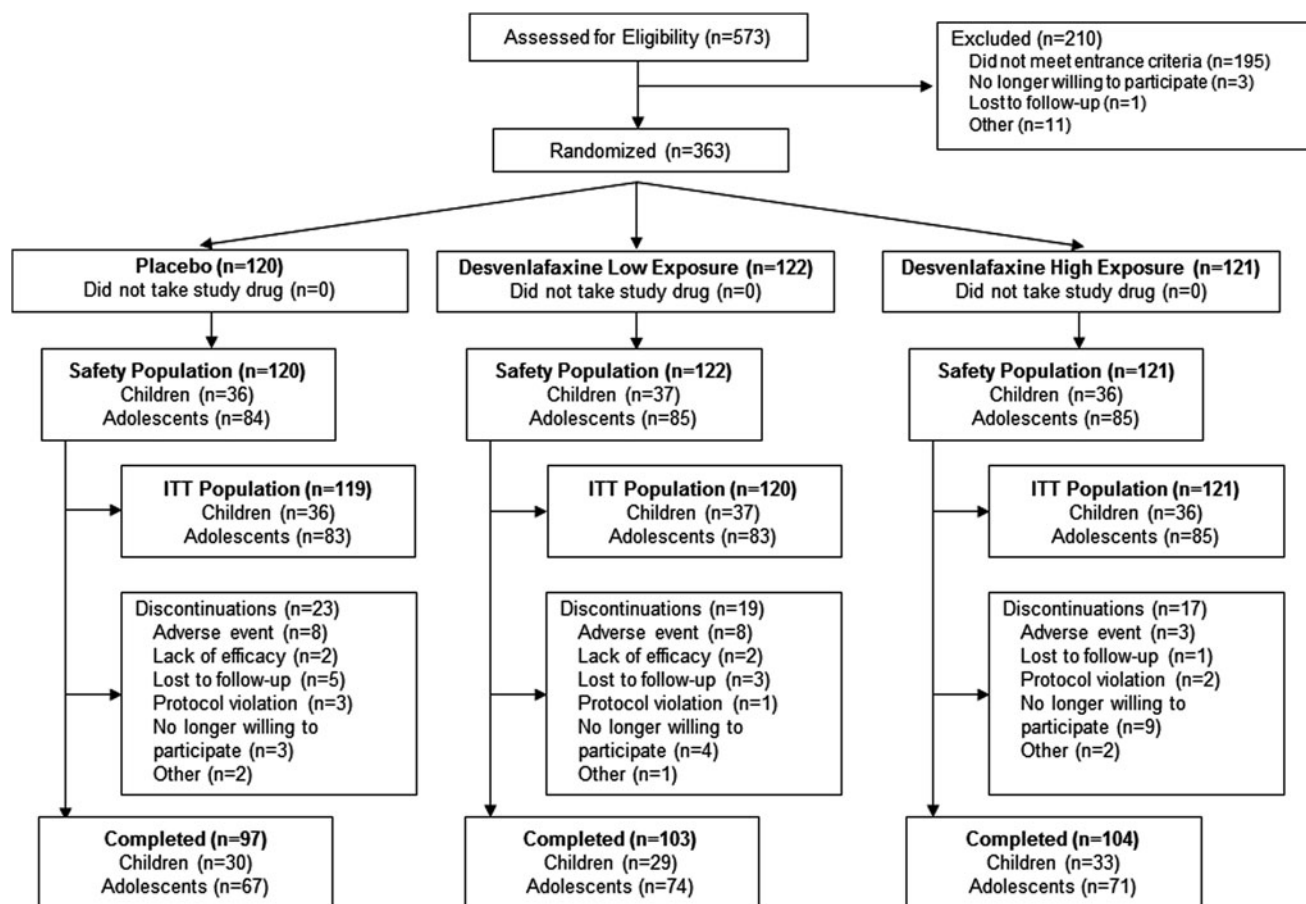 Assessed for Eligibility (n=573)
Excluded (n=210)
Did not meet entrance criteria (n=195)
No longer willing to participate (n=3)
Lost to follow-up (n=1)
Other (n=11)
Randomized (n=363)
Placebo (n=120)
Did not take study drug (n=0)
Desvenlafaxine Low Exposure (n=122)
Did not take study drug (n=0)
Desvenlafaxine High Exposure (n=121)
Did not take study drug (n=0)
Safety Population (n=120)
Children (n=36)
Adolescents (n=84)
Safety Population (n=122)
Children (n=37)
Adolescents (n=85)
Safety Population (n=121)
Children (n=36)
Adolescents (n=85)
ITT Population (n=119)
Children (n=36)
Adolescents (n=83)
ITT Population (n=120)
Children (n=37)
Adolescents (n=83)
ITT Population (n=121)
Children (n=36)
Adolescents (n=85)
Discontinuations (n=23)
Adverse event (n=8)
Lack of efficacy (n=2)
Lost to follow-up (n=5)
Protocol violation (n=3)
No longer willing to
participate (n=3)
Other (n=2)
Discontinuations (n=19)
Adverse event (n=8)
Lack of efficacy (n=2)
Lost to follow-up (n=3)
Protocol violation (n=1)
No longer willing to
participate (n=4)
Other (n=1)
Discontinuations (n=17)
Adverse event (n=3)
Lost to follow-up (n=1)
Protocol violation (n=2)
No longer willing to
participate (n=9)
Other (n=2)
Completed (n=97)
Children (n=30)
Adolescents (n=67)
Completed (n=103)
Children (n=29)
Adolescents (n=74)
Completed (n=104)
Children (n=33)
Adolescents (n=71)